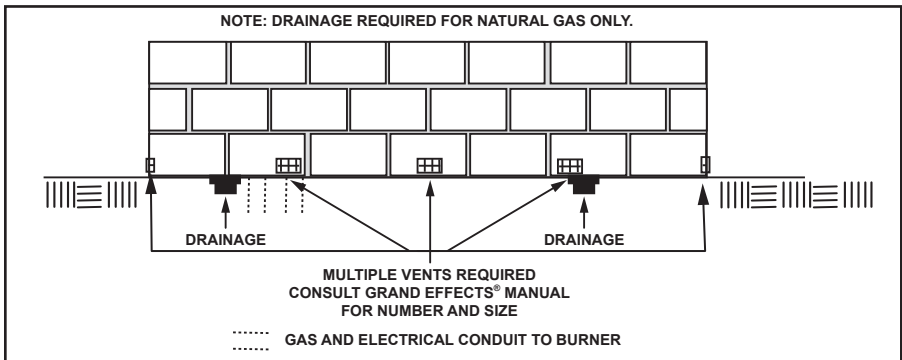 NOTE: DRAINAGE REQUIRED FOR NATURAL GAS ONLY.
DRAINAGE
DRAINAGE
MULTIPLE VENTS REQUIRED
CONSULT GRAND EFFECTS® MANUAL
FOR NUMBER AND SIZE
GAS AND ELECTRICAL CONDUIT TO BURNER